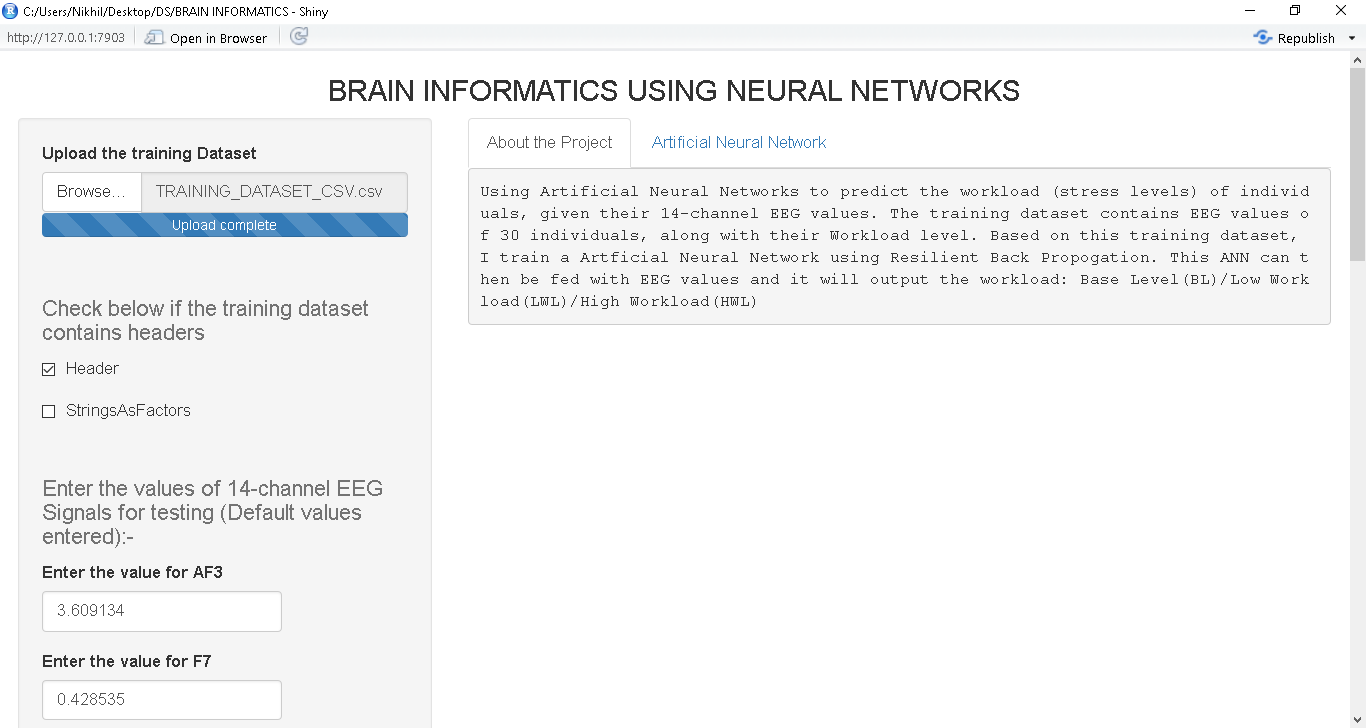 C:/Users/Nikhil/Desktop/DS/BRAIN INFORMATICS - Shiny
http://127.0.0.1:7903
Open in Browser
Republish
BRAIN INFORMATICS USING NEURAL NETWORKS
Upload the training Dataset
Browse...
TRAINING_DATASET_CSV.csv
Upload complete
Check below if the training dataset
contains headers
Header
StringsAsFactors
Enter the values of 14-channel EEG
Signals for testing (Default values
entered):-
Enter the value for AF3
3.609134
Enter the value for F7
0.428535
About the Project
Artificial Neural Network
Using Artificial Neural Networks to predict the workload (stress levels) of individ
uals, given their 14-channel EEG values. The training dataset contains EEG values o
f 30 individuals, along with their Workload level. Based on this training dataset,
I train a Artficial Neural Network using Resilient Back Propogation. This ANN can t
hen be fed with EEG values and it will output the workload: Base Level(BL)/Low Work
load(LWL)/High Workload(HWL)